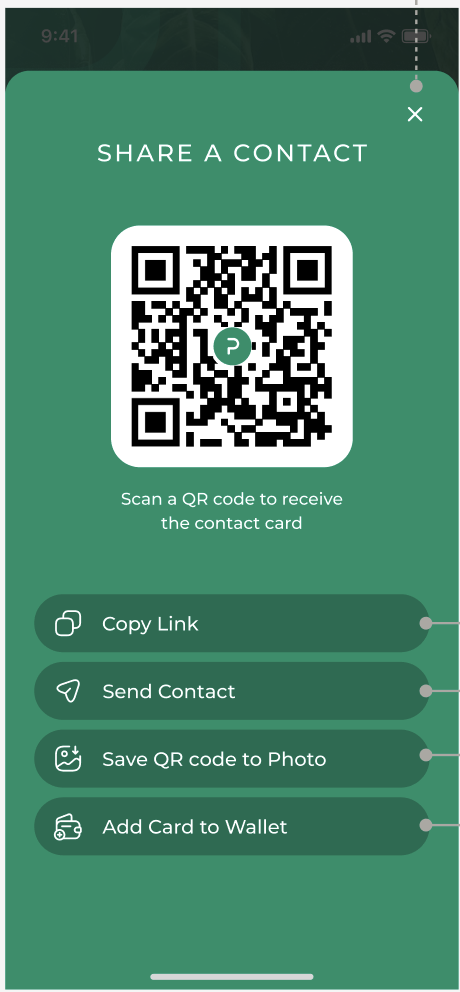 9:41
SHARE A CONTACT
P
Scan a QR code to receive
the contact card
Copy Link
Send Contact
Save QR code to Photo
Add Card to Wallet